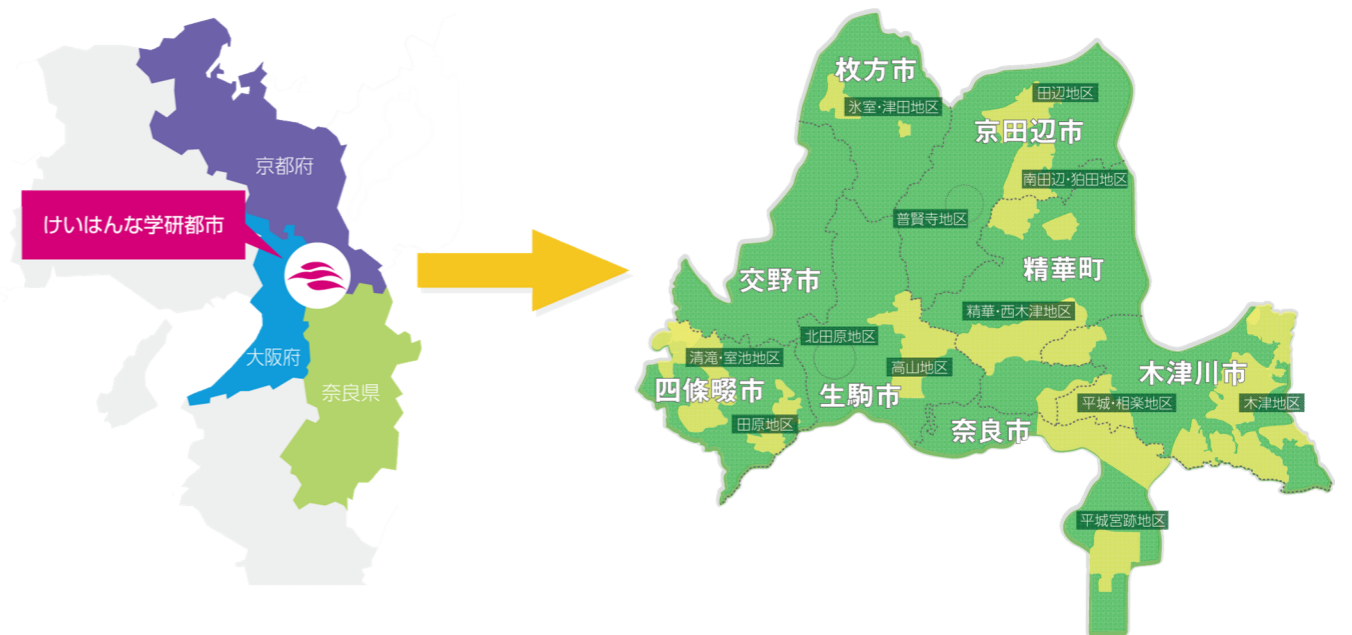 京都府
けいはんな学研都市
大阪府
奈良県
枚方市
氷室・津田地区
田辺地区
京田辺市
南田辺・狛田地区
普賢寺地区
精華町
交野市
精華・西木津地区
北田原地区
清滝・室池地区
高山地区
木津川市
四條畷市
生駒市
平城・相楽地区
木津地区
田原地区
奈良市
平城宮跡地区